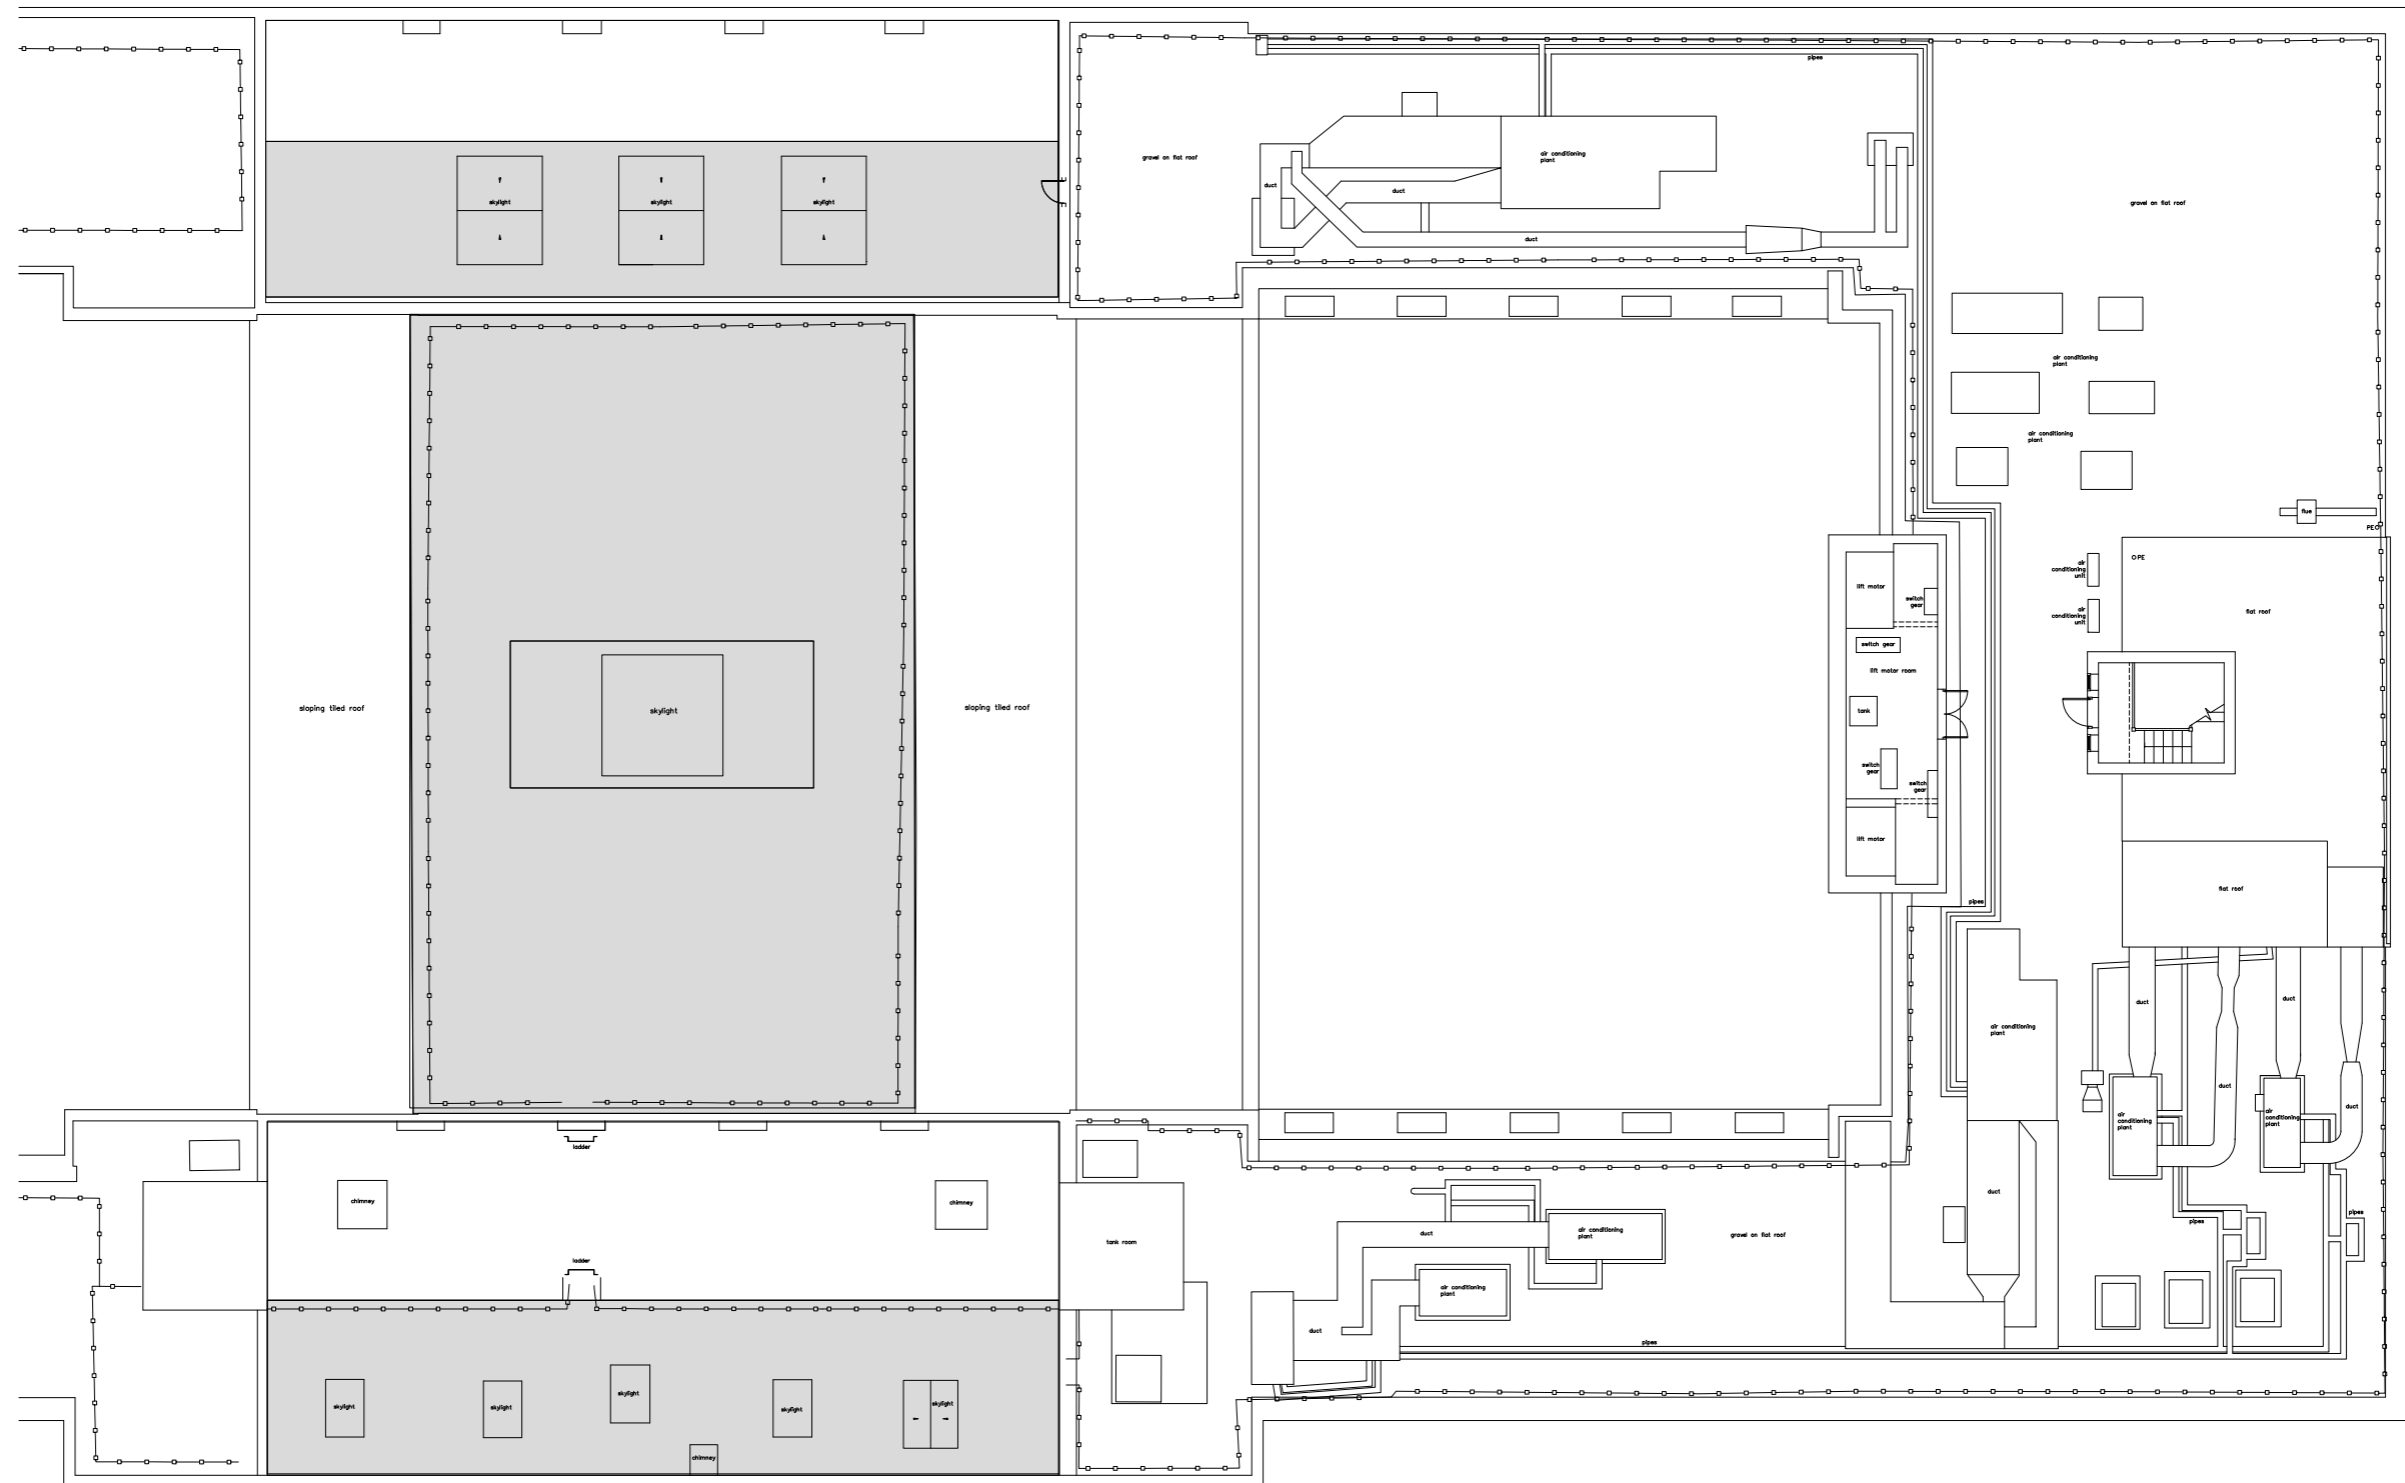 pipes
gravel on flat roof
air conditioning
plant
duct
duct
duct
skylight
skylight
skylight
gravel on flat roof
air conditioning
plant
air conditioning
plant
flue
PEO
O-PE
air
conditioning
unit
air
conditioning
unit
flat roof
lift motor
switch
gear
switch gear
lift motor room
tank
switch
gear
switch
gear
lift motor
sloping tiled roof
skylight
sloping tiled roof
flat roof
pipes
duct
duct
air conditioning
plant
duct
duct
air
conditioning
plant
air
conditioning
plant
ladder
chimney
chimney
duct
ladder
tank room
duct
air conditioning
plant
gravel on flat roof
pipes
pipes
air conditioning
plant
duct
pipes
skylight
skylight
skylight
skylight
skylight
chimney